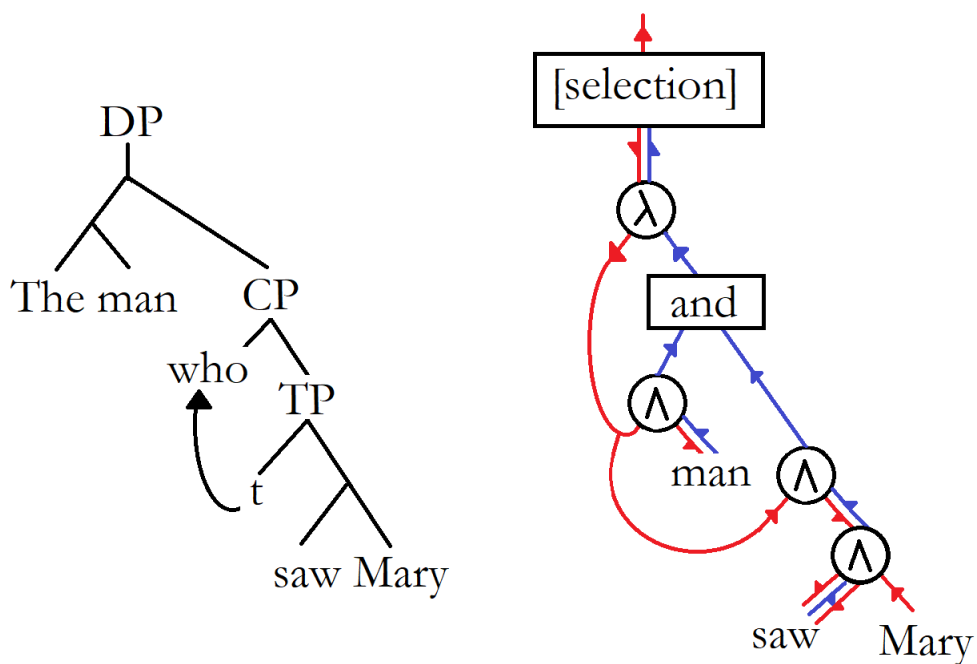 DP
The man
CP
who
TP
t
saw Mary
[selection]
λ
and
Λ
man
Λ
Λ
saw
Mary